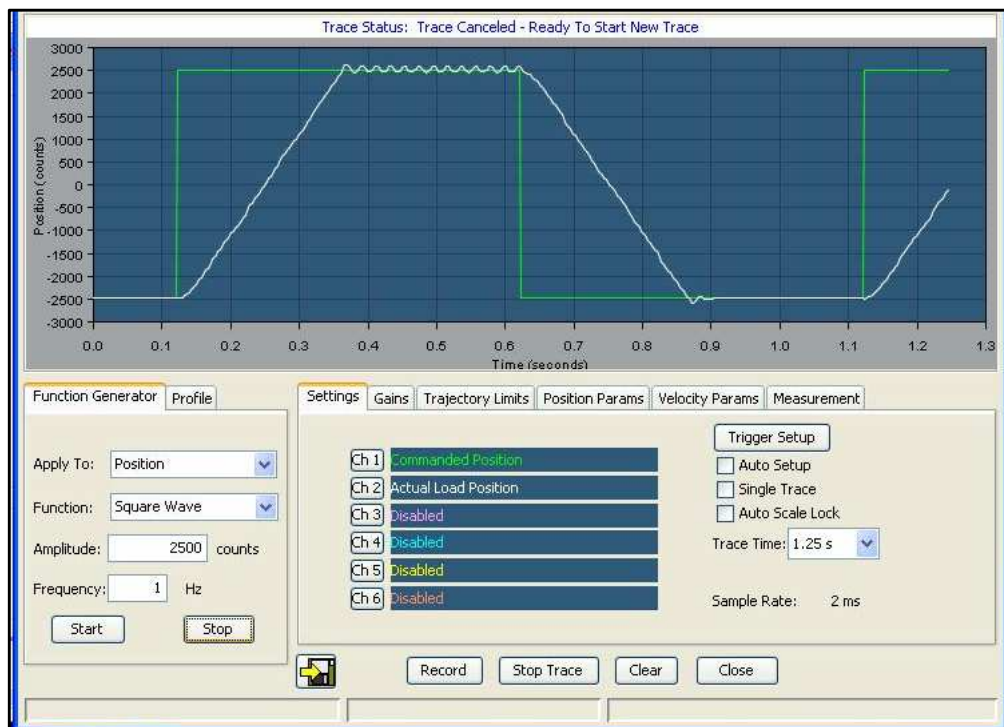 Trace Status: Trace Canceled - Ready To Start New Trace
3000
2500
2000
1500
1000
500
0
-500
-1000
-1500
-2000
-2500
-3000
Position (counts)
0.0 0.1 0.2 0.3 0.4 0.5 0.6 0.7 0.8 0.9 1.0 1.1 1.2 1.3
Time (seconds)
Function Generator Profile
Apply To: Position
Function: Square Wave
Amplitude: 2500 counts
Frequency: 1 Hz
Start Stop
Settings Gains Trajectory Limits Position Params Velocity Params Measurement
Ch 1 Commanded Position
Ch 2 Actual Load Position
Ch 3 Disabled
Ch 4 Disabled
Ch 5 Disabled
Ch 6 Disabled
Trigger Setup
Auto Setup
Single Trace
Auto Scale Lock
Trace Time: 1.25 s
Sample Rate: 2 ms
Record Stop Trace Clear Close